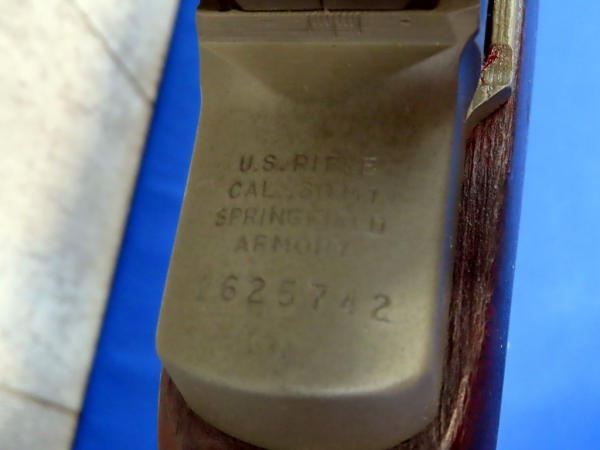 U.S. RIFLE
CAL. .30 M1
SPRINGFIELD
ARMORY
2625742